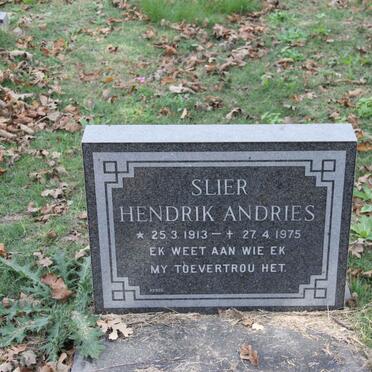 SLIER
HENDRIK ANDRIES
* 25.3.1913 — + 27.4.1975
EK WEET AAN WIE EK
MY TOEVERTROU HET.